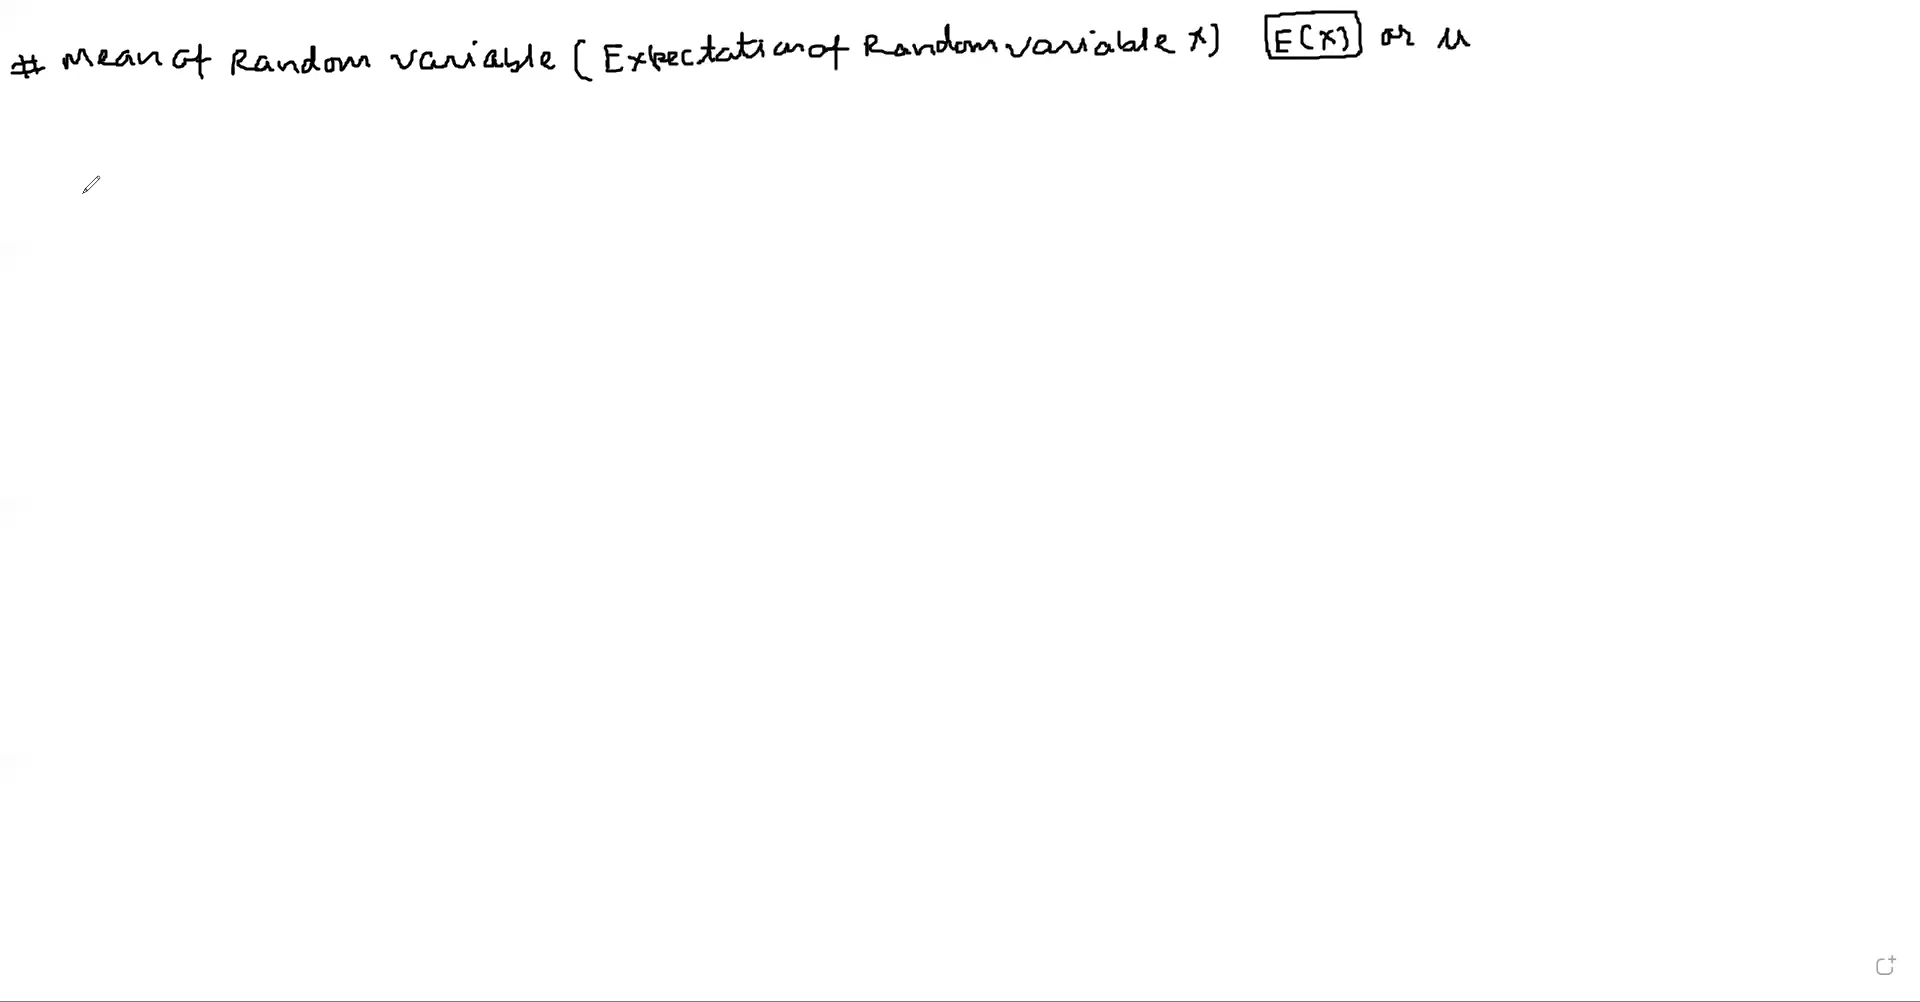 # Mean of Random variable (Expectation of Random variable X) E(X) or μ